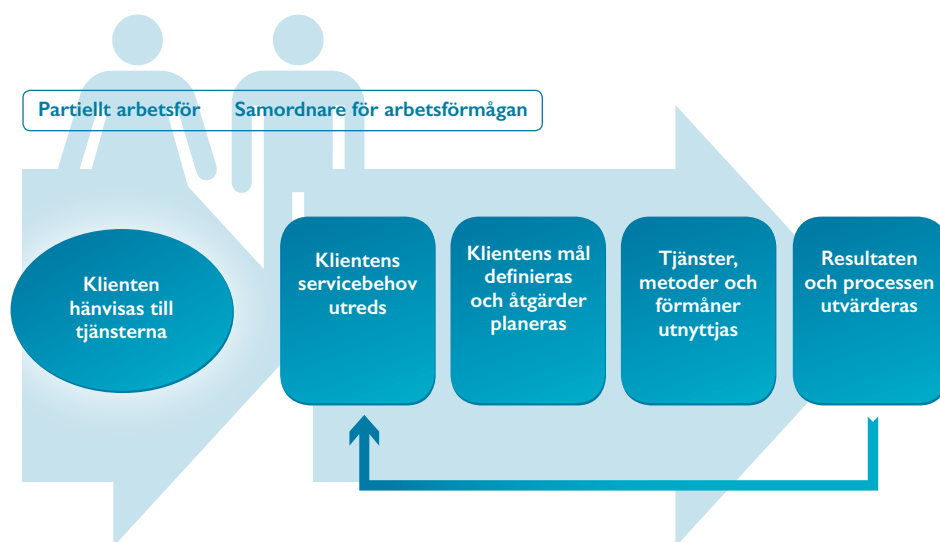 Partiellt arbetsför Samordnare för arbetsförmågan
Klienten
hänvisas till
tjänsterna
Klientens
servicebehov
utreds
Klientens mål
definieras
och åtgärder
planeras
Tjänster,
metoder och
förmåner
utnyttjas
Resultaten
och processen
utvärderas